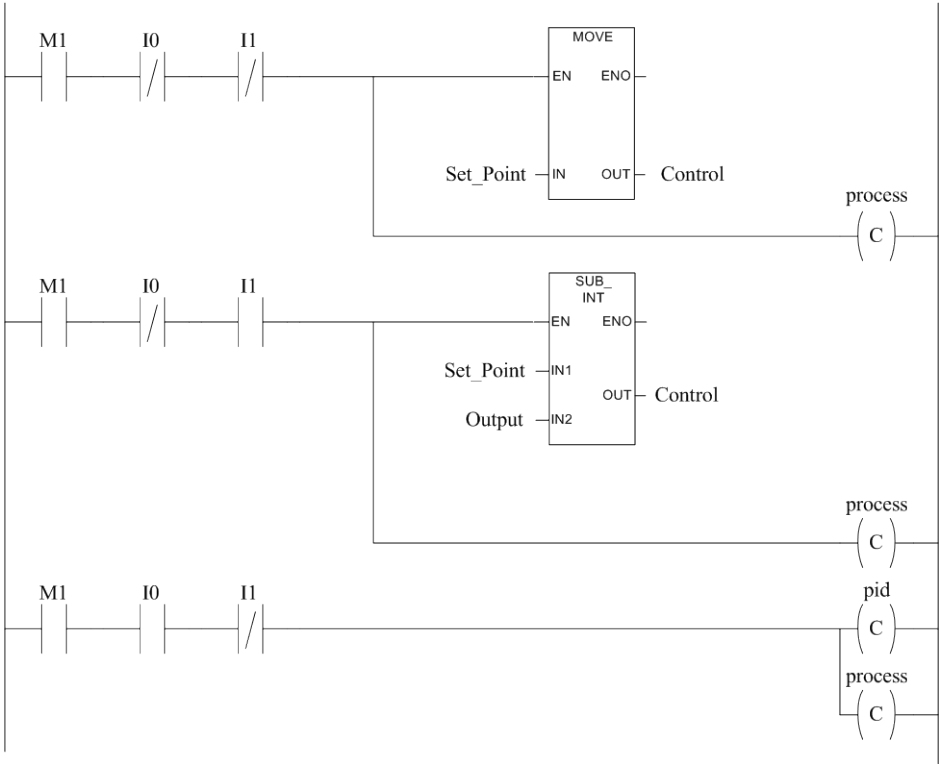 M1 I0 I1
MOVE
EN ENO
Set_Point IN OUT Control
process
C
M1 I0 I1
SUB_
INT
EN ENO
Set_Point IN1
OUT Control
Output IN2
process
C
M1 I0 I1
pid
C
process
C